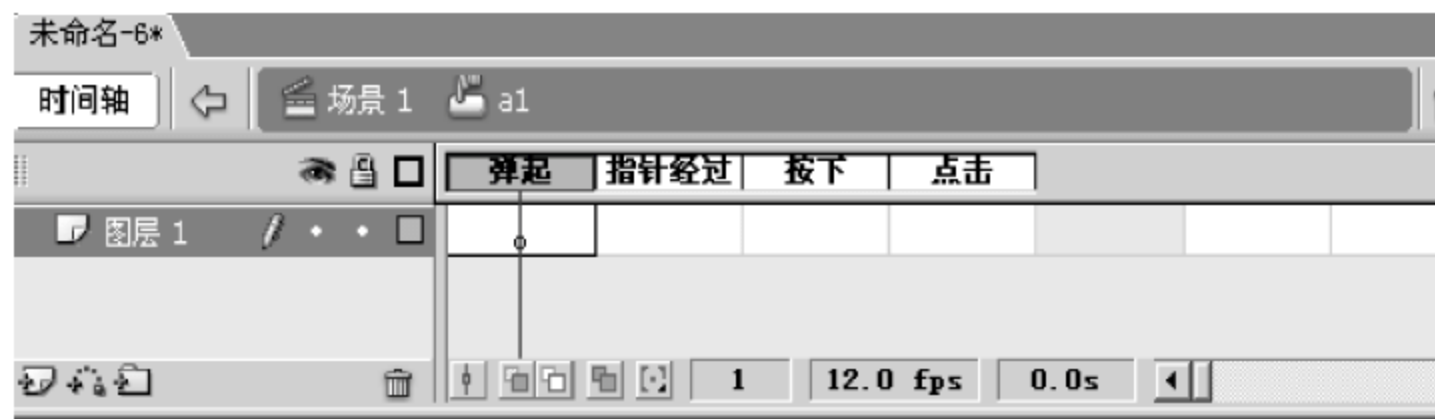 未命名-6*
时间轴 场景 1 a1
弹起 指针经过 按下 点击
图层 1
1 12.0 fps 0.0s